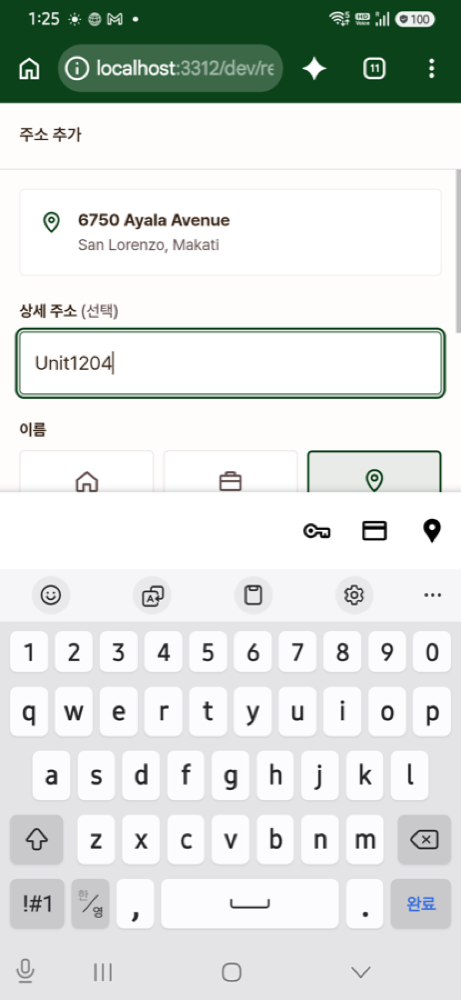 1:25
100
localhost:3312/dev/re
11
주소 추가
6750 Ayala Avenue
San Lorenzo, Makati
상세 주소 (선택)
Unit1204
이름
1 2 3 4 5 6 7 8 9 0
q w e r t y u i o p
a s d f g h j k l
z x c v b n m
!#1 한/영 , . 완료